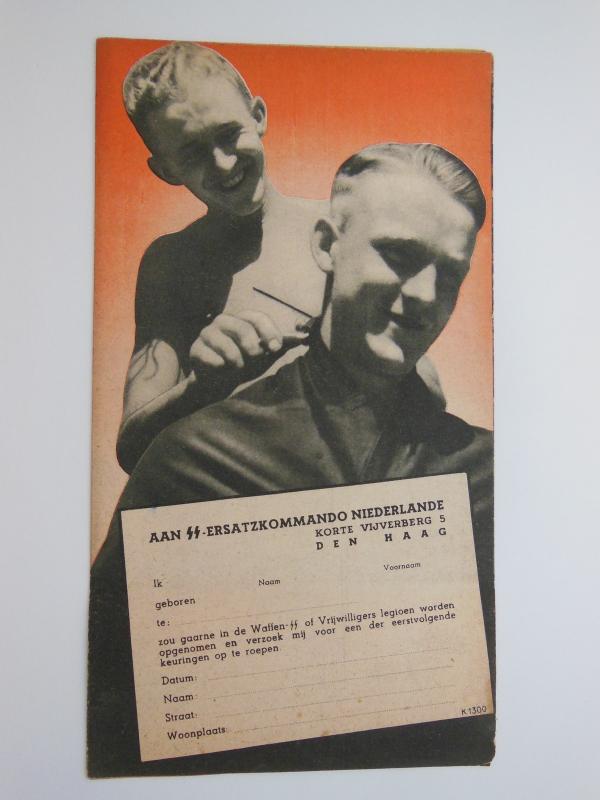 AAN ᛋᛋ-ERSATZKOMMANDO NIEDERLANDE
KORTE VIJVERBERG 5
DEN HAAG
Ik
Naam
Voornaam
geboren
te:
zou gaarne in de Waffen-ᛋᛋ of Vrijwilligers legioen worden
opgenomen en verzoek mij voor een der eerstvolgende
keuringen op te roepen.
Datum:
Naam:
Straat:
Woonplaats:
K 1300